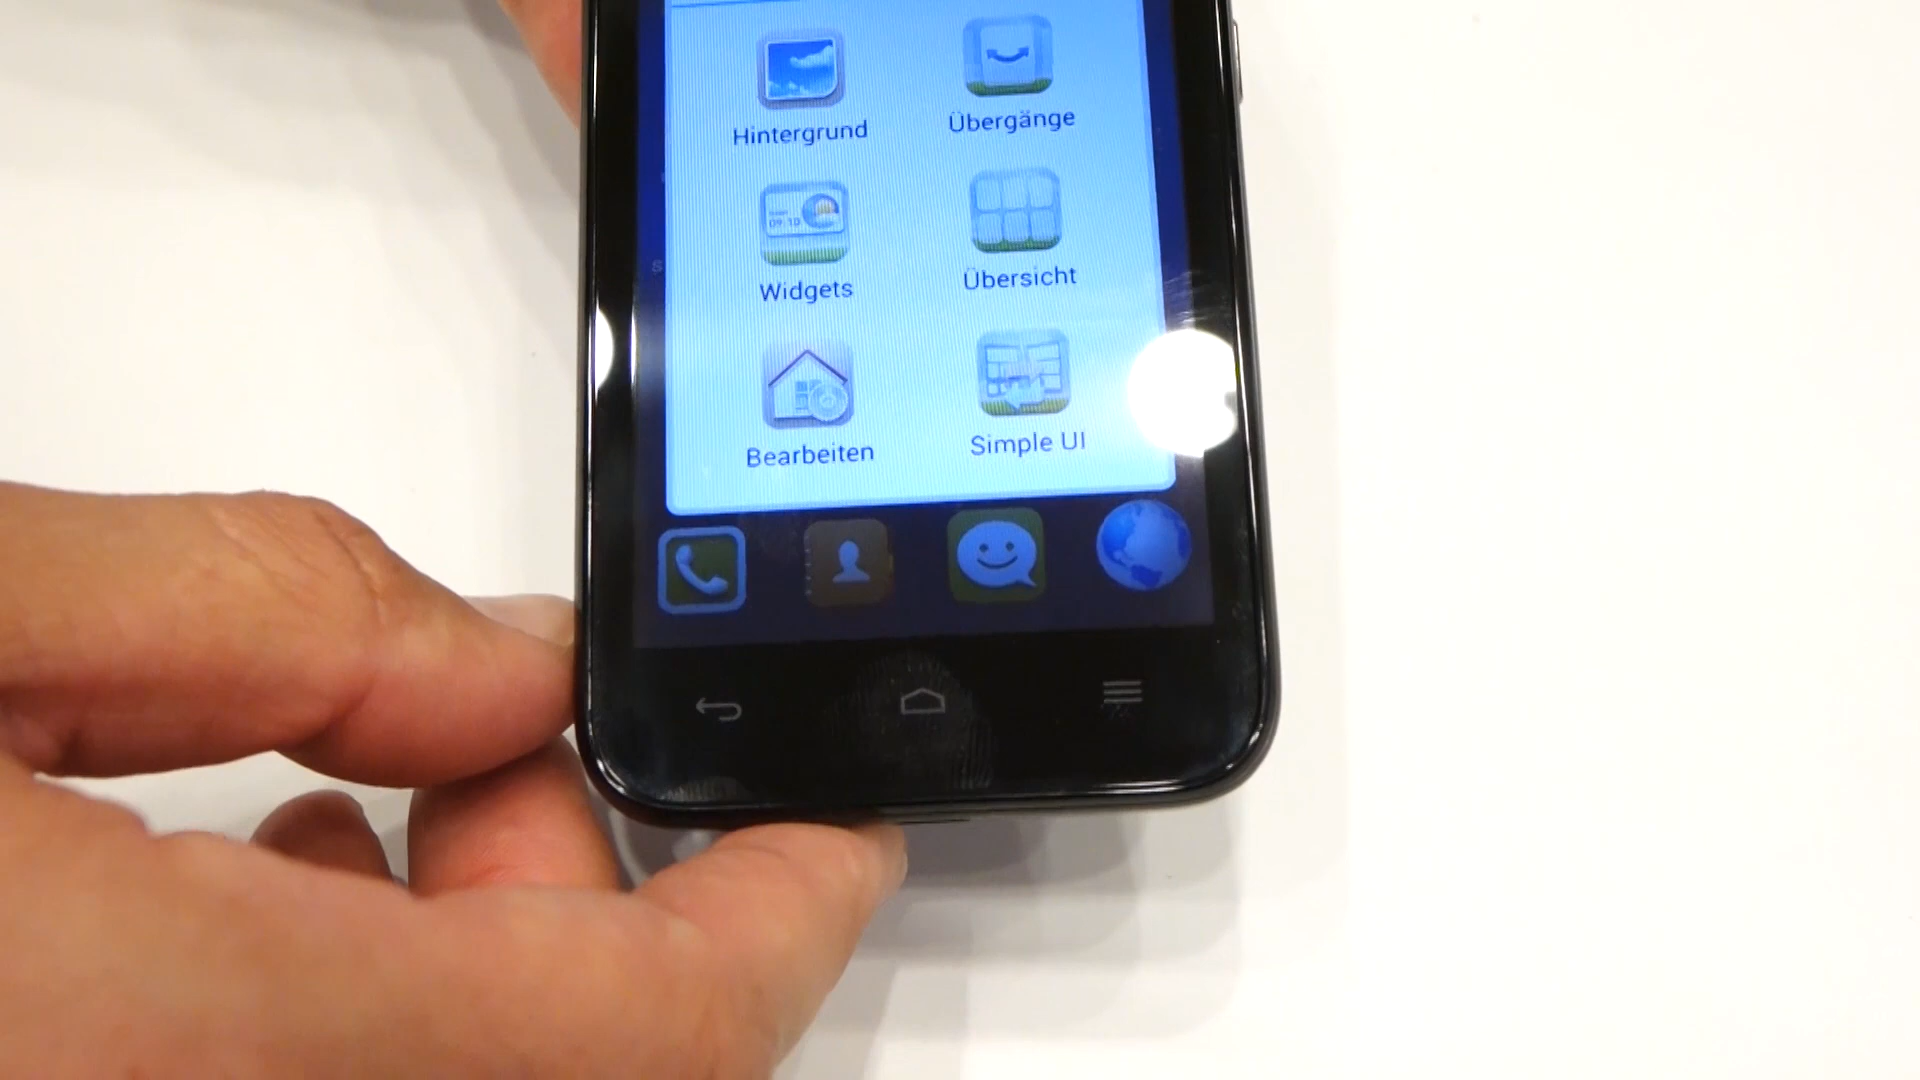 Hintergrund
Übergänge
Widgets
Übersicht
Bearbeiten
Simple UI